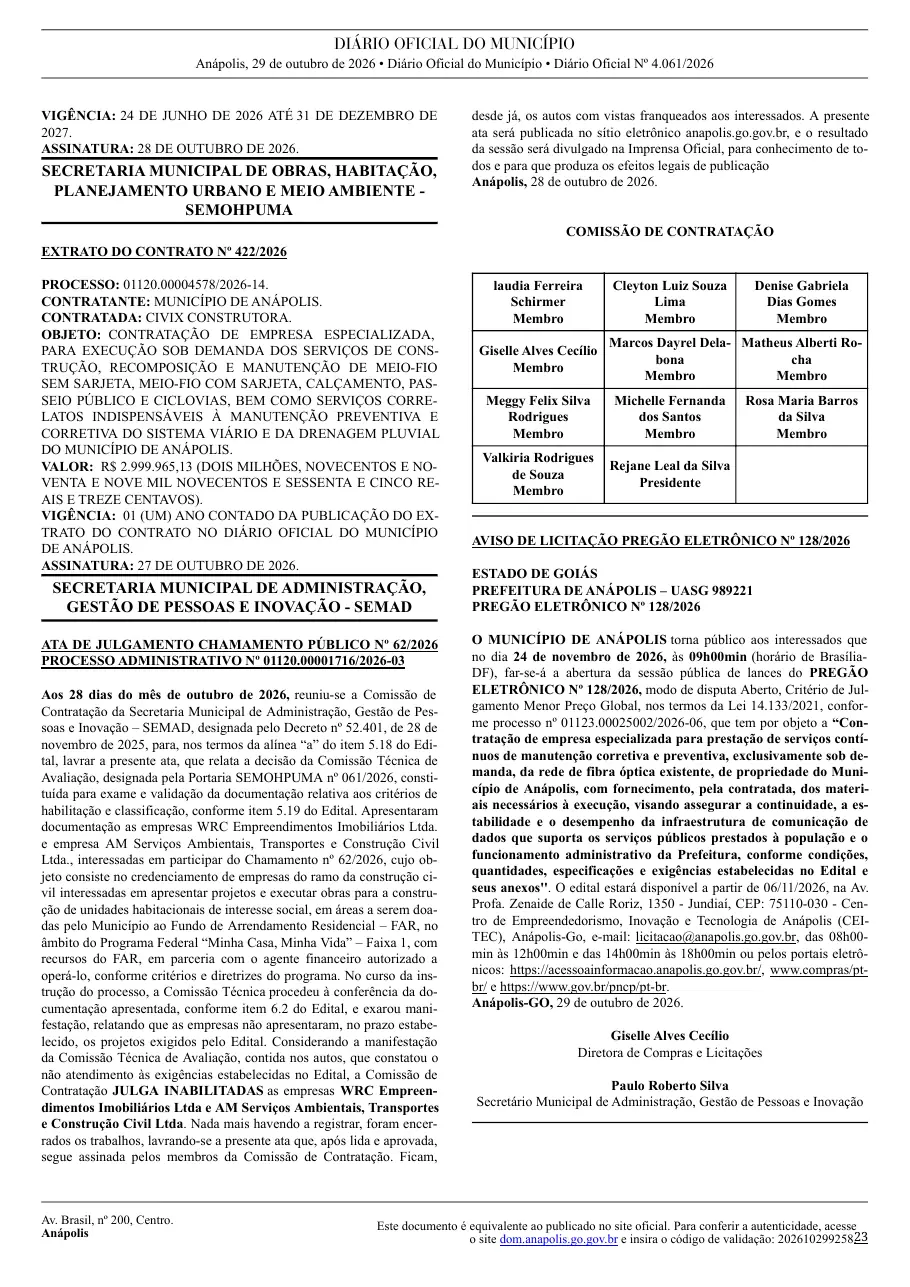 DIÁRIO OFICIAL DO MUNICÍPIO
Anápolis, 29 de outubro de 2026 • Diário Oficial do Município • Diário Oficial Nº 4.061/2026
VIGÊNCIA: 24 DE JUNHO DE 2026 ATÉ 31 DE DEZEMBRO DE
2027.
ASSINATURA: 28 DE OUTUBRO DE 2026.
SECRETARIA MUNICIPAL DE OBRAS, HABITAÇÃO,
PLANEJAMENTO URBANO E MEIO AMBIENTE -
SEMOHPUMA
EXTRATO DO CONTRATO Nº 422/2026
PROCESSO: 01120.00004578/2026-14.
CONTRATANTE: MUNICÍPIO DE ANÁPOLIS.
CONTRATADA: CIVIX CONSTRUTORA.
OBJETO: CONTRATAÇÃO DE EMPRESA ESPECIALIZADA,
PARA EXECUÇÃO SOB DEMANDA DOS SERVIÇOS DE CONS-
TRUÇÃO, RECOMPOSIÇÃO E MANUTENÇÃO DE MEIO-FIO
SEM SARJETA, MEIO-FIO COM SARJETA, CALÇAMENTO, PAS-
SEIO PÚBLICO E CICLOVIAS, BEM COMO SERVIÇOS CORRE-
LATOS INDISPENSÁVEIS À MANUTENÇÃO PREVENTIVA E
CORRETIVA DO SISTEMA VIÁRIO E DA DRENAGEM PLUVIAL
DO MUNICÍPIO DE ANÁPOLIS.
VALOR: R$ 2.999.965,13 (DOIS MILHÕES, NOVECENTOS E NO-
VENTA E NOVE MIL NOVECENTOS E SESSENTA E CINCO RE-
AIS E TREZE CENTAVOS).
VIGÊNCIA: 01 (UM) ANO CONTADO DA PUBLICAÇÃO DO EX-
TRATO DO CONTRATO NO DIÁRIO OFICIAL DO MUNICÍPIO
DE ANÁPOLIS.
ASSINATURA: 27 DE OUTUBRO DE 2026.
SECRETARIA MUNICIPAL DE ADMINISTRAÇÃO,
GESTÃO DE PESSOAS E INOVAÇÃO - SEMAD
ATA DE JULGAMENTO CHAMAMENTO PÚBLICO Nº 62/2026
PROCESSO ADMINISTRATIVO Nº 01120.00001716/2026-03
Aos 28 dias do mês de outubro de 2026, reuniu-se a Comissão de
Contratação da Secretaria Municipal de Administração, Gestão de Pes-
soas e Inovação – SEMAD, designada pelo Decreto nº 52.401, de 28 de
novembro de 2025, para, nos termos da alínea “a” do item 5.18 do Edi-
tal, lavrar a presente ata, que relata a decisão da Comissão Técnica de
Avaliação, designada pela Portaria SEMOHPUMA nº 061/2026, consti-
tuída para exame e validação da documentação relativa aos critérios de
habilitação e classificação, conforme item 5.19 do Edital. Apresentaram
documentação as empresas WRC Empreendimentos Imobiliários Ltda.
e empresa AM Serviços Ambientais, Transportes e Construção Civil
Ltda., interessadas em participar do Chamamento nº 62/2026, cujo ob-
jeto consiste no credenciamento de empresas do ramo da construção ci-
vil interessadas em apresentar projetos e executar obras para a constru-
ção de unidades habitacionais de interesse social, em áreas a serem doa-
das pelo Município ao Fundo de Arrendamento Residencial – FAR, no
âmbito do Programa Federal “Minha Casa, Minha Vida” – Faixa 1, com
recursos do FAR, em parceria com o agente financeiro autorizado a
operá-lo, conforme critérios e diretrizes do programa. No curso da ins-
trução do processo, a Comissão Técnica procedeu à conferência da do-
cumentação apresentada, conforme item 6.2 do Edital, e exarou mani-
festação, relatando que as empresas não apresentaram, no prazo estabe-
lecido, os projetos exigidos pelo Edital. Considerando a manifestação
da Comissão Técnica de Avaliação, contida nos autos, que constatou o
não atendimento às exigências estabelecidas no Edital, a Comissão de
Contratação JULGA INABILITADAS as empresas WRC Empreen-
dimentos Imobiliários Ltda e AM Serviços Ambientais, Transportes
e Construção Civil Ltda. Nada mais havendo a registrar, foram encer-
rados os trabalhos, lavrando-se a presente ata que, após lida e aprovada,
segue assinada pelos membros da Comissão de Contratação. Ficam,
desde já, os autos com vistas franqueados aos interessados. A presente
ata será publicada no sítio eletrônico anapolis.go.gov.br, e o resultado
da sessão será divulgado na Imprensa Oficial, para conhecimento de to-
dos e para que produza os efeitos legais de publicação
Anápolis, 28 de outubro de 2026.
COMISSÃO DE CONTRATAÇÃO
laudia Ferreira
Schirmer
Membro
Cleyton Luiz Souza
Lima
Membro
Denise Gabriela
Dias Gomes
Membro
Giselle Alves Cecílio
Membro
Marcos Dayrel Dela-
bona
Membro
Matheus Alberti Ro-
cha
Membro
Meggy Felix Silva
Rodrigues
Membro
Michelle Fernanda
dos Santos
Membro
Rosa Maria Barros
da Silva
Membro
Valkiria Rodrigues
de Souza
Membro
Rejane Leal da Silva
Presidente
AVISO DE LICITAÇÃO PREGÃO ELETRÔNICO Nº 128/2026
ESTADO DE GOIÁS
PREFEITURA DE ANÁPOLIS – UASG 989221
PREGÃO ELETRÔNICO Nº 128/2026
O MUNICÍPIO DE ANÁPOLIS torna público aos interessados que
no dia 24 de novembro de 2026, às 09h00min (horário de Brasília-
DF), far-se-á a abertura da sessão pública de lances do PREGÃO
ELETRÔNICO Nº 128/2026, modo de disputa Aberto, Critério de Jul-
gamento Menor Preço Global, nos termos da Lei 14.133/2021, confor-
me processo nº 01123.00025002/2026-06, que tem por objeto a “Con-
tratação de empresa especializada para prestação de serviços contí-
nuos de manutenção corretiva e preventiva, exclusivamente sob de-
manda, da rede de fibra óptica existente, de propriedade do Muni-
cípio de Anápolis, com fornecimento, pela contratada, dos materi-
ais necessários à execução, visando assegurar a continuidade, a es-
tabilidade e o desempenho da infraestrutura de comunicação de
dados que suporta os serviços públicos prestados à população e o
funcionamento administrativo da Prefeitura, conforme condições,
quantidades, especificações e exigências estabelecidas no Edital e
seus anexos". O edital estará disponível a partir de 06/11/2026, na Av.
Profa. Zenaide de Calle Roriz, 1350 - Jundiaí, CEP: 75110-030 - Cen-
tro de Empreendedorismo, Inovação e Tecnologia de Anápolis (CEI-
TEC), Anápolis-Go, e-mail: licitacao@anapolis.go.gov.br, das 08h00-
min às 12h00min e das 14h00min às 18h00min ou pelos portais eletrô-
nicos: https://acessoainformacao.anapolis.go.gov.br/, www.compras/pt-
br/ e https://www.gov.br/pncp/pt-br.
Anápolis-GO, 29 de outubro de 2026.
Giselle Alves Cecílio
Diretora de Compras e Licitações
Paulo Roberto Silva
Secretário Municipal de Administração, Gestão de Pessoas e Inovação
Av. Brasil, nº 200, Centro.
Anápolis
Este documento é equivalente ao publicado no site oficial. Para conferir a autenticidade, acesse
o site dom.anapolis.go.gov.br e insira o código de validação: 20261029925823